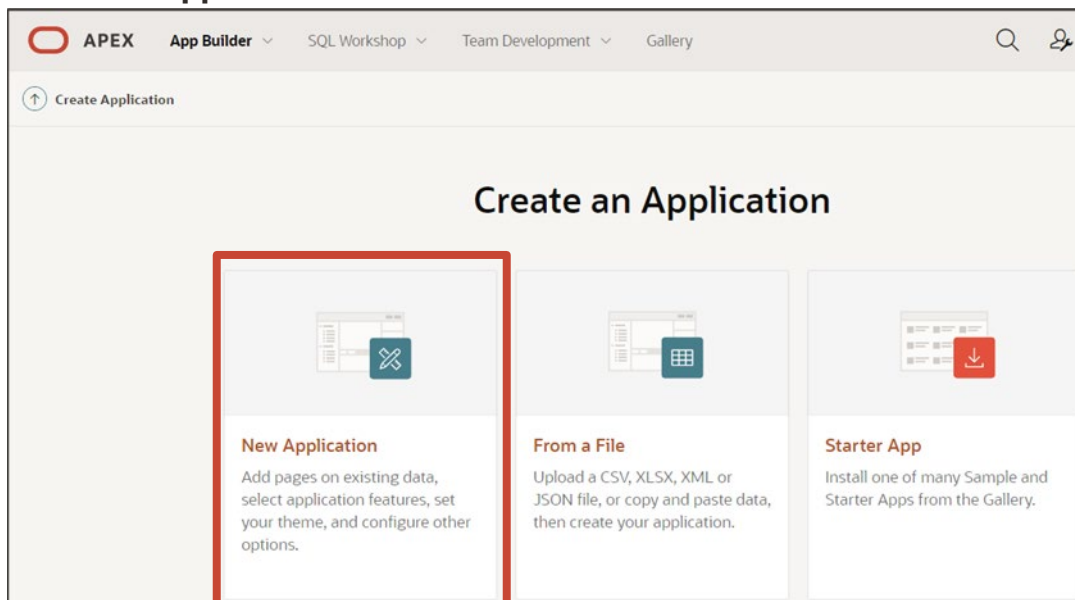 APEX App Builder SQL Workshop Team Development Gallery
Create Application
Create an Application
New Application
Add pages on existing data,
select application features, set
your theme, and configure other
options.
From a File
Upload a CSV, XLSX, XML or
JSON file, or copy and paste data,
then create your application.
Starter App
Install one of many Sample and
Starter Apps from the Gallery.